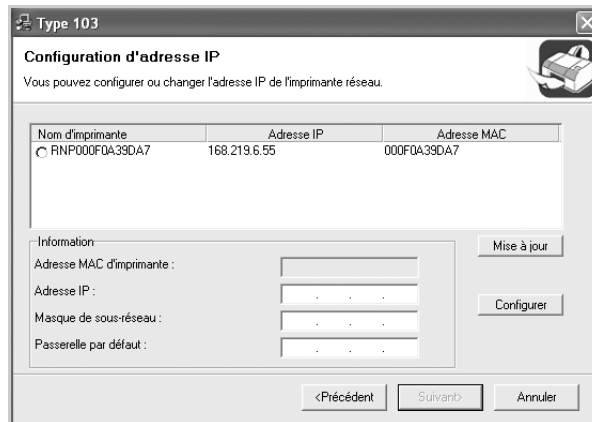 Type 103
Configuration d'adresse IP
Vous pouvez configurer ou changer l'adresse IP de l'imprimante réseau.
Nom d'imprimante Adresse IP Adresse MAC
RNP000F0A39DA7 168.219.6.55 000F0A39DA7
Information
Mise à jour
Adresse MAC d'imprimante :
Adresse IP : . . .
Configurer
Masque de sous-réseau : . . .
Passerelle par défaut : . . .
<Précédent Suivant> Annuler